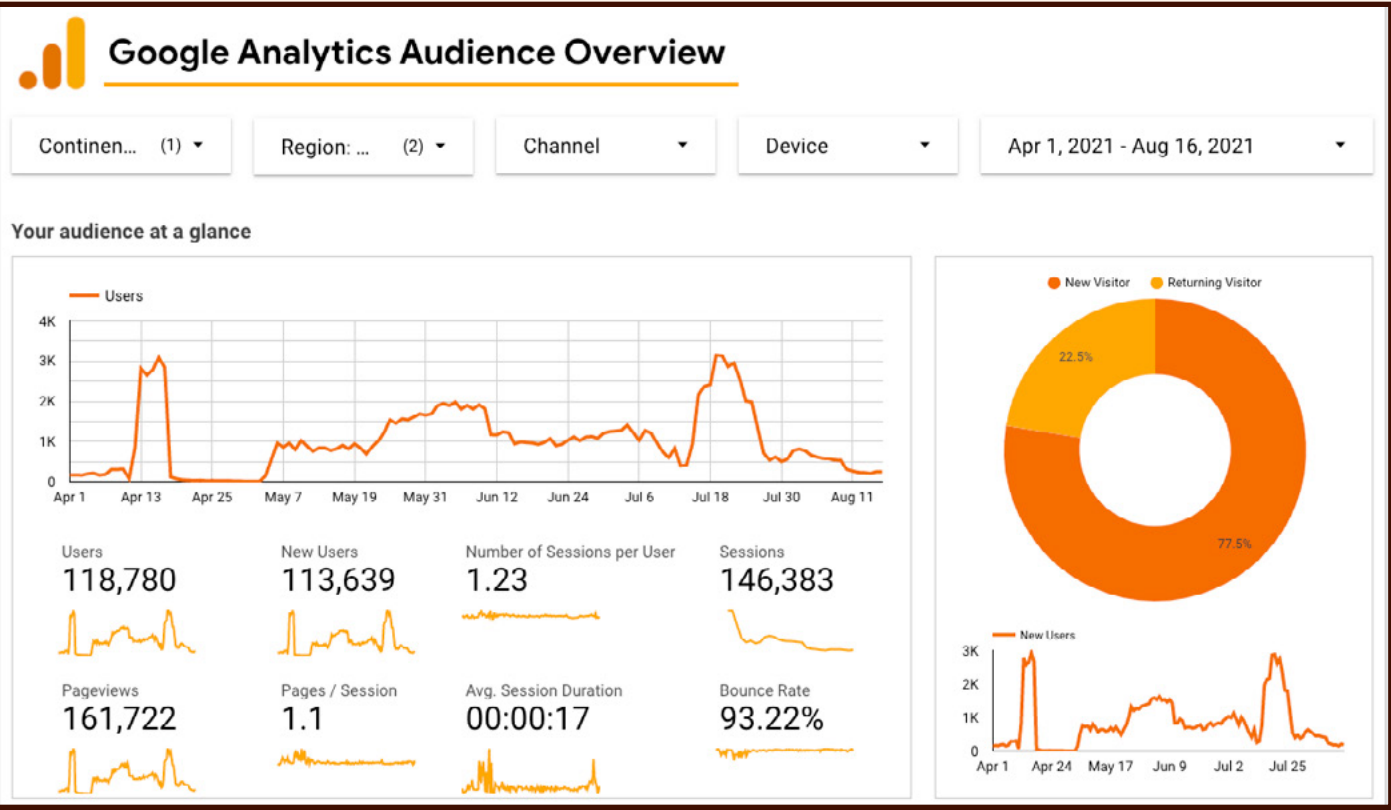 Google Analytics Audience Overview
Continen... (1)
Region: ... (2)
Channel
Device
Apr 1, 2021 - Aug 16, 2021
Your audience at a glance
Users
4K
3K
2K
1K
0
Apr 1 Apr 13 Apr 25 May 7 May 19 May 31 Jun 12 Jun 24 Jul 6 Jul 18 Jul 30 Aug 11
Users
118,780
New Users
113,639
Number of Sessions per User
1.23
Sessions
146,383
Pageviews
161,722
Pages / Session
1.1
Avg. Session Duration
00:00:17
Bounce Rate
93.22%
New Visitor Returning Visitor
22.5%
77.5%
New Users
3K
2K
1K
0
Apr 1 Apr 24 May 17 Jun 9 Jul 2 Jul 25